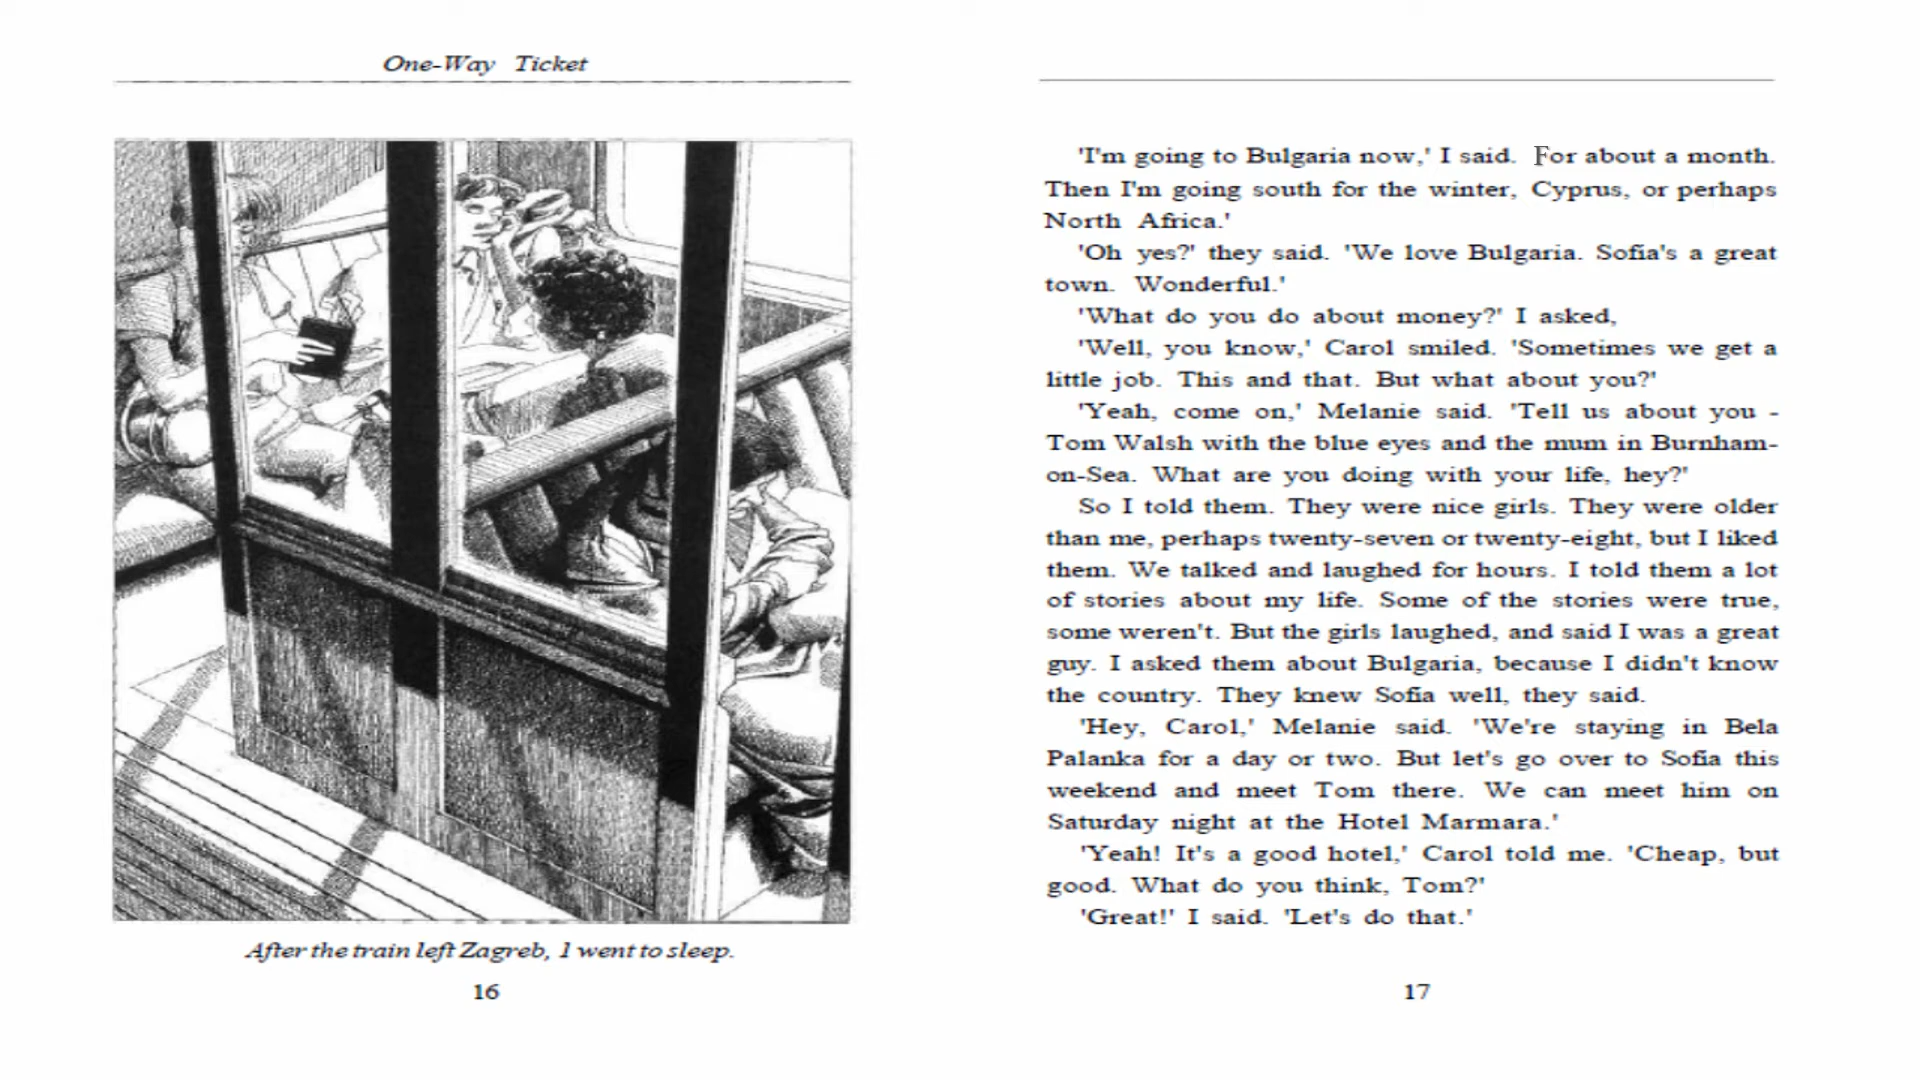 One-Way Ticket
After the train left Zagreb, I went to sleep.
16
'I'm going to Bulgaria now,' I said. For about a month.
Then I'm going south for the winter, Cyprus, or perhaps
North Africa.'
'Oh yes?' they said. 'We love Bulgaria. Sofia's a great
town. Wonderful.'
'What do you do about money?' I asked,
'Well, you know,' Carol smiled. 'Sometimes we get a
little job. This and that. But what about you?'
'Yeah, come on,' Melanie said. 'Tell us about you -
Tom Walsh with the blue eyes and the mum in Burnham-
on-Sea. What are you doing with your life, hey?'
So I told them. They were nice girls. They were older
than me, perhaps twenty-seven or twenty-eight, but I liked
them. We talked and laughed for hours. I told them a lot
of stories about my life. Some of the stories were true,
some weren't. But the girls laughed, and said I was a great
guy. I asked them about Bulgaria, because I didn't know
the country. They knew Sofia well, they said.
'Hey, Carol,' Melanie said. 'We're staying in Bela
Palanka for a day or two. But let's go over to Sofia this
weekend and meet Tom there. We can meet him on
Saturday night at the Hotel Marmara.'
'Yeah! It's a good hotel,' Carol told me. 'Cheap, but
good. What do you think, Tom?'
'Great!' I said. 'Let's do that.'
17